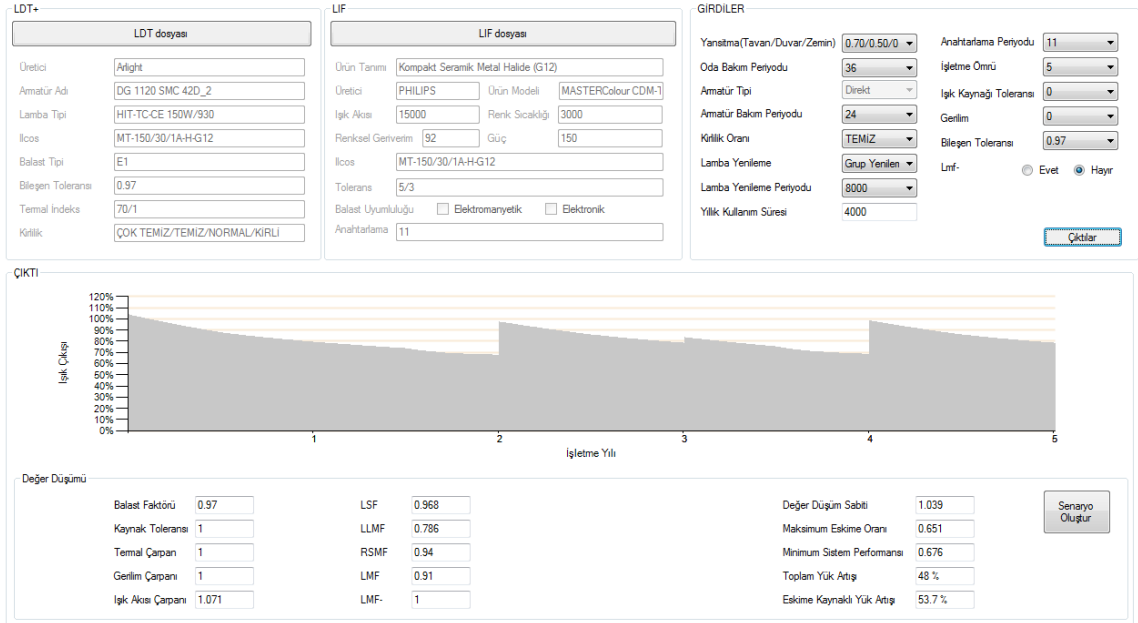 LDT+
LDT dosyası
Üretici Arlight
Armatür Adı DG 1120 SMC 42D_2
Lamba Tipi HIT-TC-CE 150W/930
Ilcos MT-150/30/1A-H-G12
Balast Tipi E1
Bileşen Toleransı 0.97
Termal İndeks 70/1
Kirlilik ÇOK TEMİZ/TEMİZ/NORMAL/KİRLİ
LIF
LIF dosyası
Ürün Tanımı Kompakt Seramik Metal Halide (G12)
Üretici PHILIPS Ürün Modeli MASTERColour CDM-T
Işık Akısı 15000 Renk Sıcaklığı 3000
Renksel Geriverim 92 Güç 150
Ilcos MT-150/30/1A-H-G12
Tolerans 5/3
Balast Uyumluluğu Elektromanyetik Elektronik
Anahtarlama 11
GİRDİLER
Yansıtma(Tavan/Duvar/Zemin) 0.70/0.50/0
Oda Bakım Periyodu 36
Armatür Tipi Direkt
Armatür Bakım Periyodu 24
Kirlilik Oranı TEMİZ
Lamba Yenileme Grup Yenilen
Lamba Yenileme Periyodu 8000
Yıllık Kullanım Süresi 4000
Anahtarlama Periyodu 11
İşletme Ömrü 5
Işık Kaynağı Toleransı 0
Gerilim 0
Bileşen Toleransı 0.97
Lmf- Evet Hayır
Çıktılar
ÇIKTI
120%
110%
100%
90%
80%
70%
60%
50%
40%
30%
20%
10%
0%
Işık Çıkışı
1 2 3 4 5
İşletme Yılı
Değer Düşümü
Balast Faktörü 0.97
Kaynak Toleransı 1
Termal Çarpan 1
Gerilim Çarpanı 1
Işık Akısı Çarpanı 1.071
LSF 0.968
LLMF 0.786
RSMF 0.94
LMF 0.91
LMF- 1
Değer Düşüm Sabiti 1.039
Maksimum Eskime Oranı 0.651
Minimum Sistem Performansı 0.676
Toplam Yük Artışı 48 %
Eskime Kaynaklı Yük Artışı 53.7 %
Senaryo
Oluştur